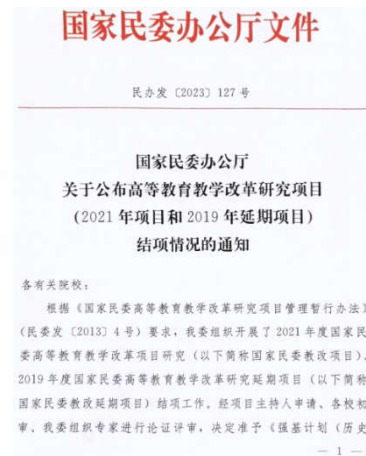 国家民委办公厅文件
民办发〔2023〕127号
国家民委办公厅
关于公布高等教育教学改革研究项目
（2021年项目和2019年延期项目）
结项情况的通知
各有关院校：
根据《国家民委高等教育教学改革研究项目管理暂行办法》
（民委发〔2013〕4号）要求，我委组织开展了2021年度国家民
委高等教育教学改革项目研究（以下简称国家民委教改项目）、
2019年度国家民委高等教育教学改革研究延期项目（以下简称
国家民委教改延期项目）结项工作。经项目主持人申请、各校初
审、我委组织专家进行论证评审，决定准予《强基计划（历史
— 1 —